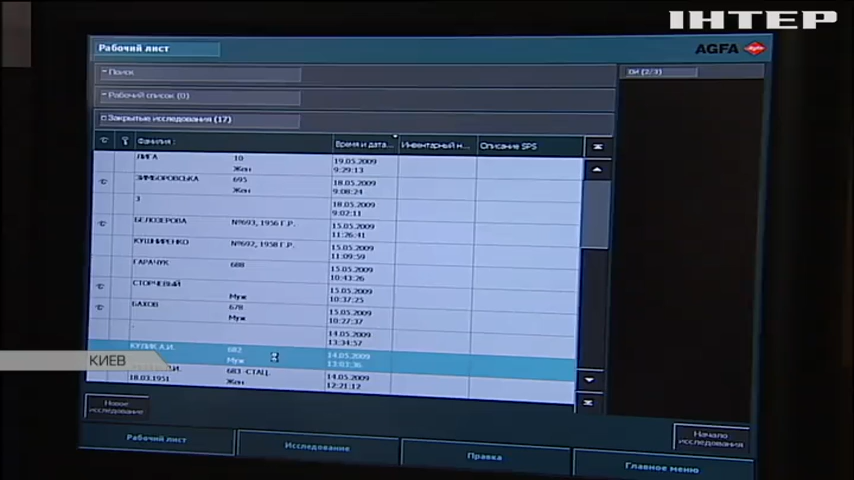 ІНТЕР
Рабочий лист
AGFA
Поиск
ОИ (2/3)
Рабочий список (0)
Закрытые исследования (17)
Фамилия :
Время и дата...
Инвентарный н...
Описание SPS
ЛИГА 10 19.05.2009
Жен 9:29:13
ЗИМБОРОВСЬКА 695 18.05.2009
Жен 9:08:24
3 18.05.2009
9:02:11
БЕЛОЗЕРОВА №693, 1956 Г.Р. 15.05.2009
11:26:41
КУШНИРЕНКО №692, 1958 Г.Р. 15.05.2009
11:09:59
ГАРАЧУК 688 15.05.2009
10:43:26
СТОРЧЕВЫЙ 15.05.2009
Муж 10:37:25
БАХОВ 678 15.05.2009
Муж 10:27:37
. 14.05.2009
13:34:57
КУЛИК А.И. 682 14.05.2009
Муж 13:03:36
И. 683 СТАЦ. 14.05.2009
18.03.1951 Жен 12:21:12
КИЕВ
Новое
исследование
Начало
исследования
Рабочий лист
Исследование
Правка
Главное меню